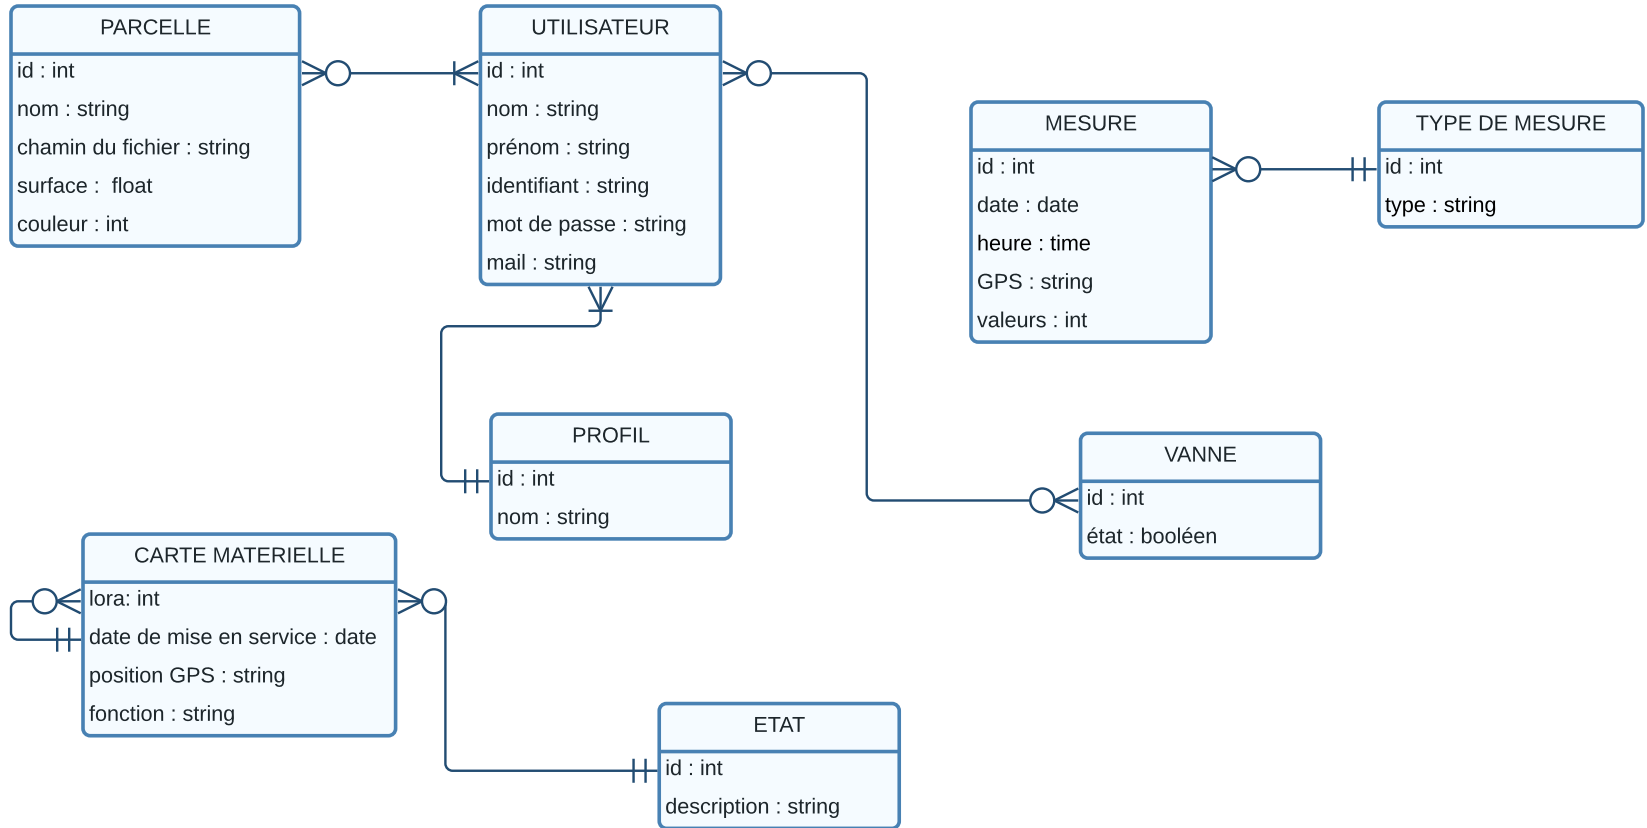 PARCELLE
id : int
nom : string
chamin du fichier : string
surface :  float
couleur : int
UTILISATEUR
id : int
nom : string
prénom : string
identifiant : string
mot de passe : string
mail : string
MESURE
id : int
date : date
heure : time
GPS : string
valeurs : int
TYPE DE MESURE
id : int
type : string
PROFIL
id : int
nom : string
VANNE
id : int
état : booléen
CARTE MATERIELLE
lora: int
date de mise en service : date
position GPS : string
fonction : string
ETAT
id : int
description : string